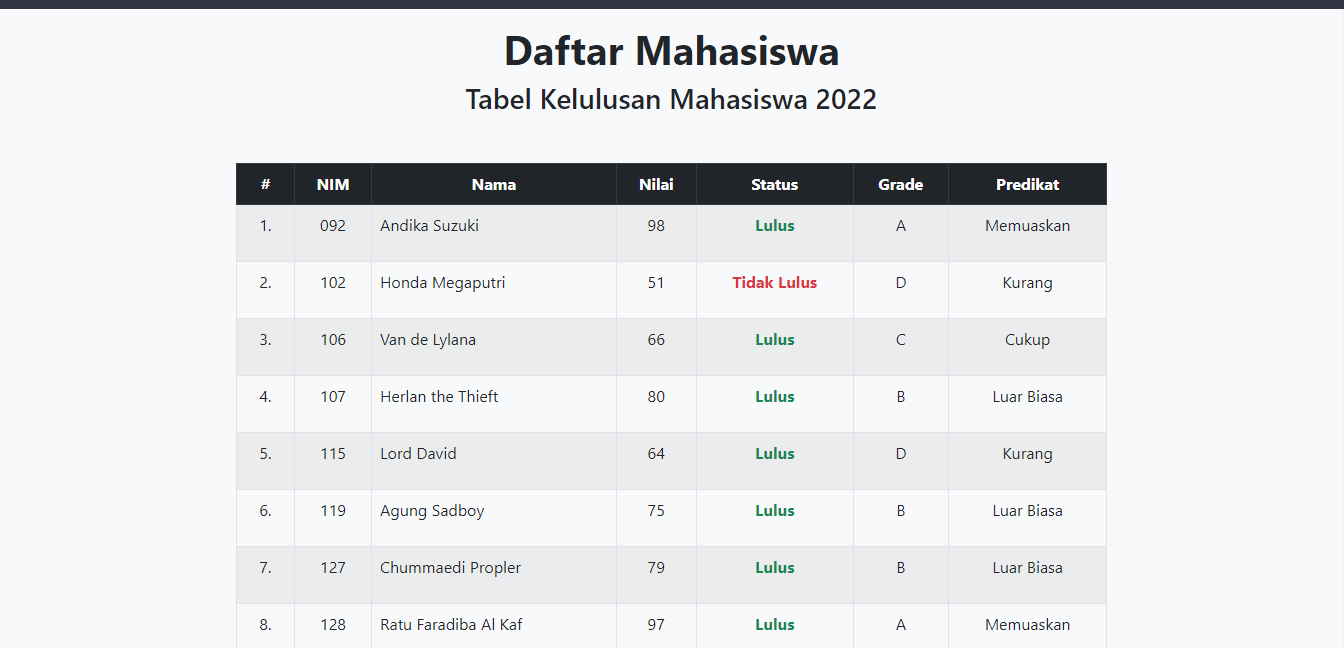 Daftar Mahasiswa
Tabel Kelulusan Mahasiswa 2022
# NIM Nama Nilai Status Grade Predikat
1. 092 Andika Suzuki 98 Lulus A Memuaskan
2. 102 Honda Megaputri 51 Tidak Lulus D Kurang
3. 106 Van de Lylana 66 Lulus C Cukup
4. 107 Herlan the Thieft 80 Lulus B Luar Biasa
5. 115 Lord David 64 Lulus D Kurang
6. 119 Agung Sadboy 75 Lulus B Luar Biasa
7. 127 Chummaedi Propler 79 Lulus B Luar Biasa
8. 128 Ratu Faradiba Al Kaf 97 Lulus A Memuaskan